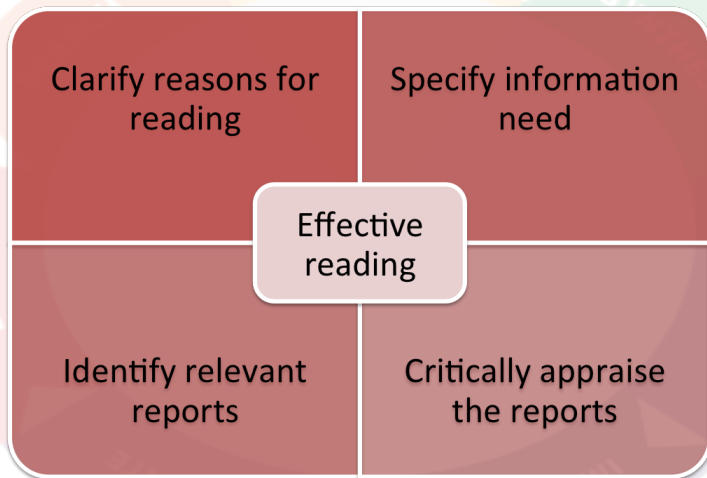 Clarify reasons for
reading
Specify information
need
Effective
reading
Identify relevant
reports
Critically appraise
the reports